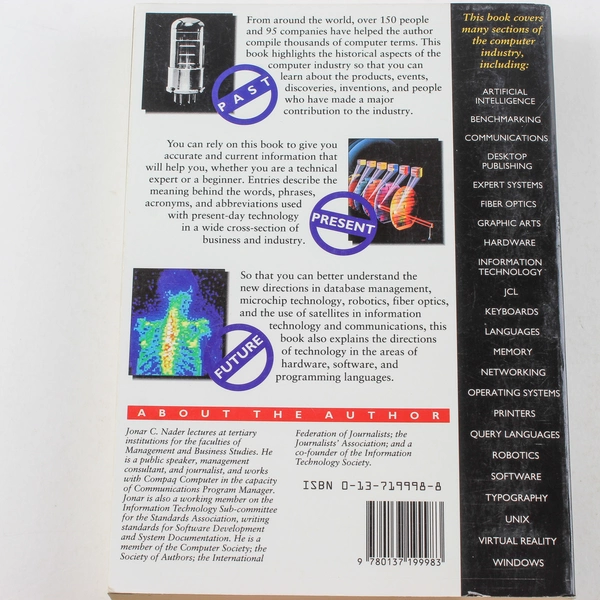 From around the world, over 150 people
and 95 companies have helped the author
compile thousands of computer terms. This
book highlights the historical aspects of the
computer industry so that you can
learn about the products, events,
discoveries, inventions, and people
who have made a major
contribution to the industry.
PAST
You can rely on this book to give you
accurate and current information that
will help you, whether you are a technical
expert or a beginner. Entries describe the
meaning behind the words, phrases,
acronyms, and abbreviations used
with present-day technology
in a wide cross-section of
business and industry.
PRESENT
So that you can better understand the
new directions in database management,
microchip technology, robotics, fiber optics,
and the use of satellites in information
technology and communications, this
book also explains the directions
of technology in the areas of
hardware, software, and
programming languages.
FUTURE
ABOUT THE AUTHOR
Jonar C. Nader lectures at tertiary
institutions for the faculties of
Management and Business Studies. He
is a public speaker, management
consultant, and journalist, and works
with Compaq Computer in the capacity
of Communications Program Manager.
Jonar is also a working member on the
Information Technology Sub-committee
for the Standards Association, writing
standards for Software Development
and System Documentation. He is a
member of the Computer Society; the
Society of Authors; the International
Federation of Journalists; the
Journalists' Association; and a
co-founder of the Information
Technology Society.
ISBN 0-13-719998-8
9 780137 199983
This book covers
many sections of
the computer
industry,
including:
ARTIFICIAL
INTELLIGENCE
BENCHMARKING
COMMUNICATIONS
DESKTOP
PUBLISHING
EXPERT SYSTEMS
FIBER OPTICS
GRAPHIC ARTS
HARDWARE
INFORMATION
TECHNOLOGY
JCL
KEYBOARDS
LANGUAGES
MEMORY
NETWORKING
OPERATING SYSTEMS
PRINTERS
QUERY LANGUAGES
ROBOTICS
SOFTWARE
TYPOGRAPHY
UNIX
VIRTUAL REALITY
WINDOWS